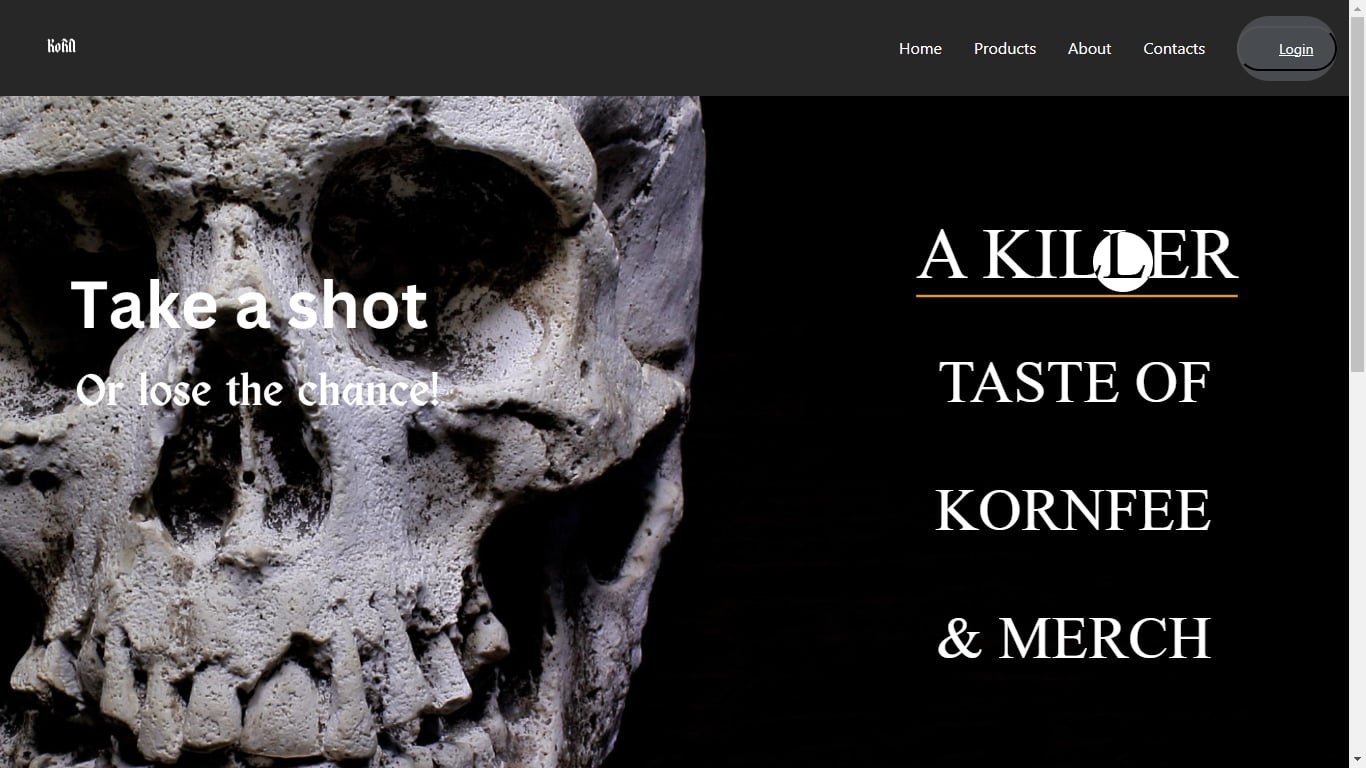 KoRn
Home
Products
About
Contacts
Login
Take a shot
Or lose the chance!
A KILLER
TASTE OF
KORNFEE
& MERCH